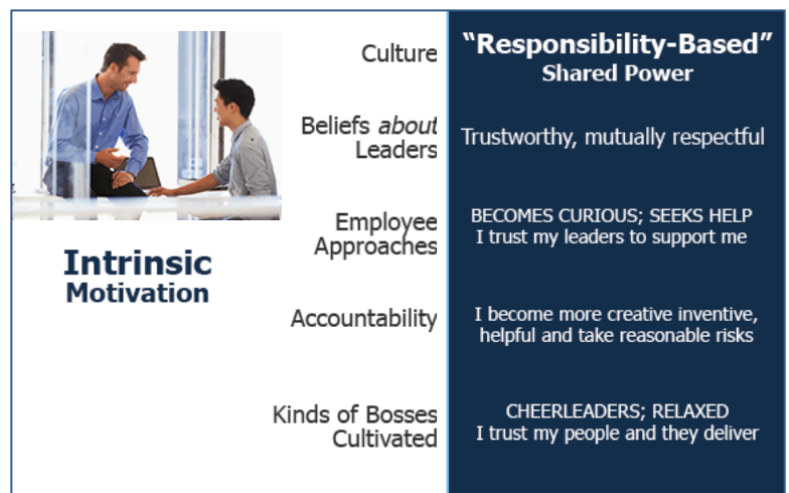 Culture
"Responsibility-Based"
Shared Power
Beliefs about
Leaders
Trustworthy, mutually respectful
Employee
Approaches
BECOMES CURIOUS; SEEKS HELP
I trust my leaders to support me
Intrinsic
Motivation
Accountability
I become more creative inventive,
helpful and take reasonable risks
Kinds of Bosses
Cultivated
CHEERLEADERS; RELAXED
I trust my people and they deliver